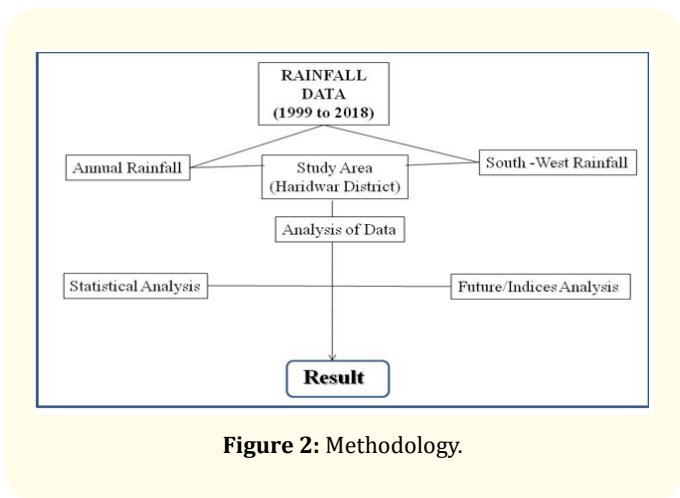 RAINFALL
DATA
(1999 to 2018)
Annual Rainfall
Study Area
(Haridwar District)
South -West Rainfall
Analysis of Data
Statistical Analysis
Future/Indices Analysis
Result
Figure 2: Methodology.